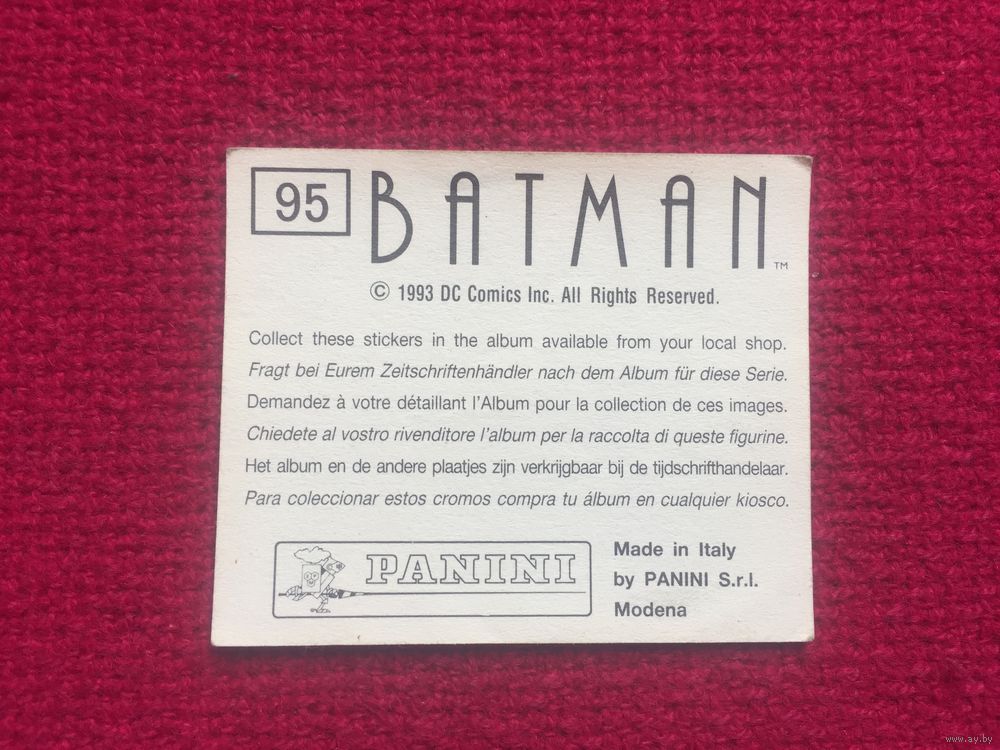 95
BATMAN™
© 1993 DC Comics Inc. All Rights Reserved.
Collect these stickers in the album available from your local shop.
Fragt bei Eurem Zeitschriftenhändler nach dem Album für diese Serie.
Demandez à votre détaillant l'Album pour la collection de ces images.
Chiedete al vostro rivenditore l'album per la raccolta di queste figurine.
Het album en de andere plaatjes zijn verkrijgbaar bij de tijdschrifthandelaar.
Para coleccionar estos cromos compra tu álbum en cualquier kiosco.
PANINI
Made in Italy
by PANINI S.r.l.
Modena
www.ay.by